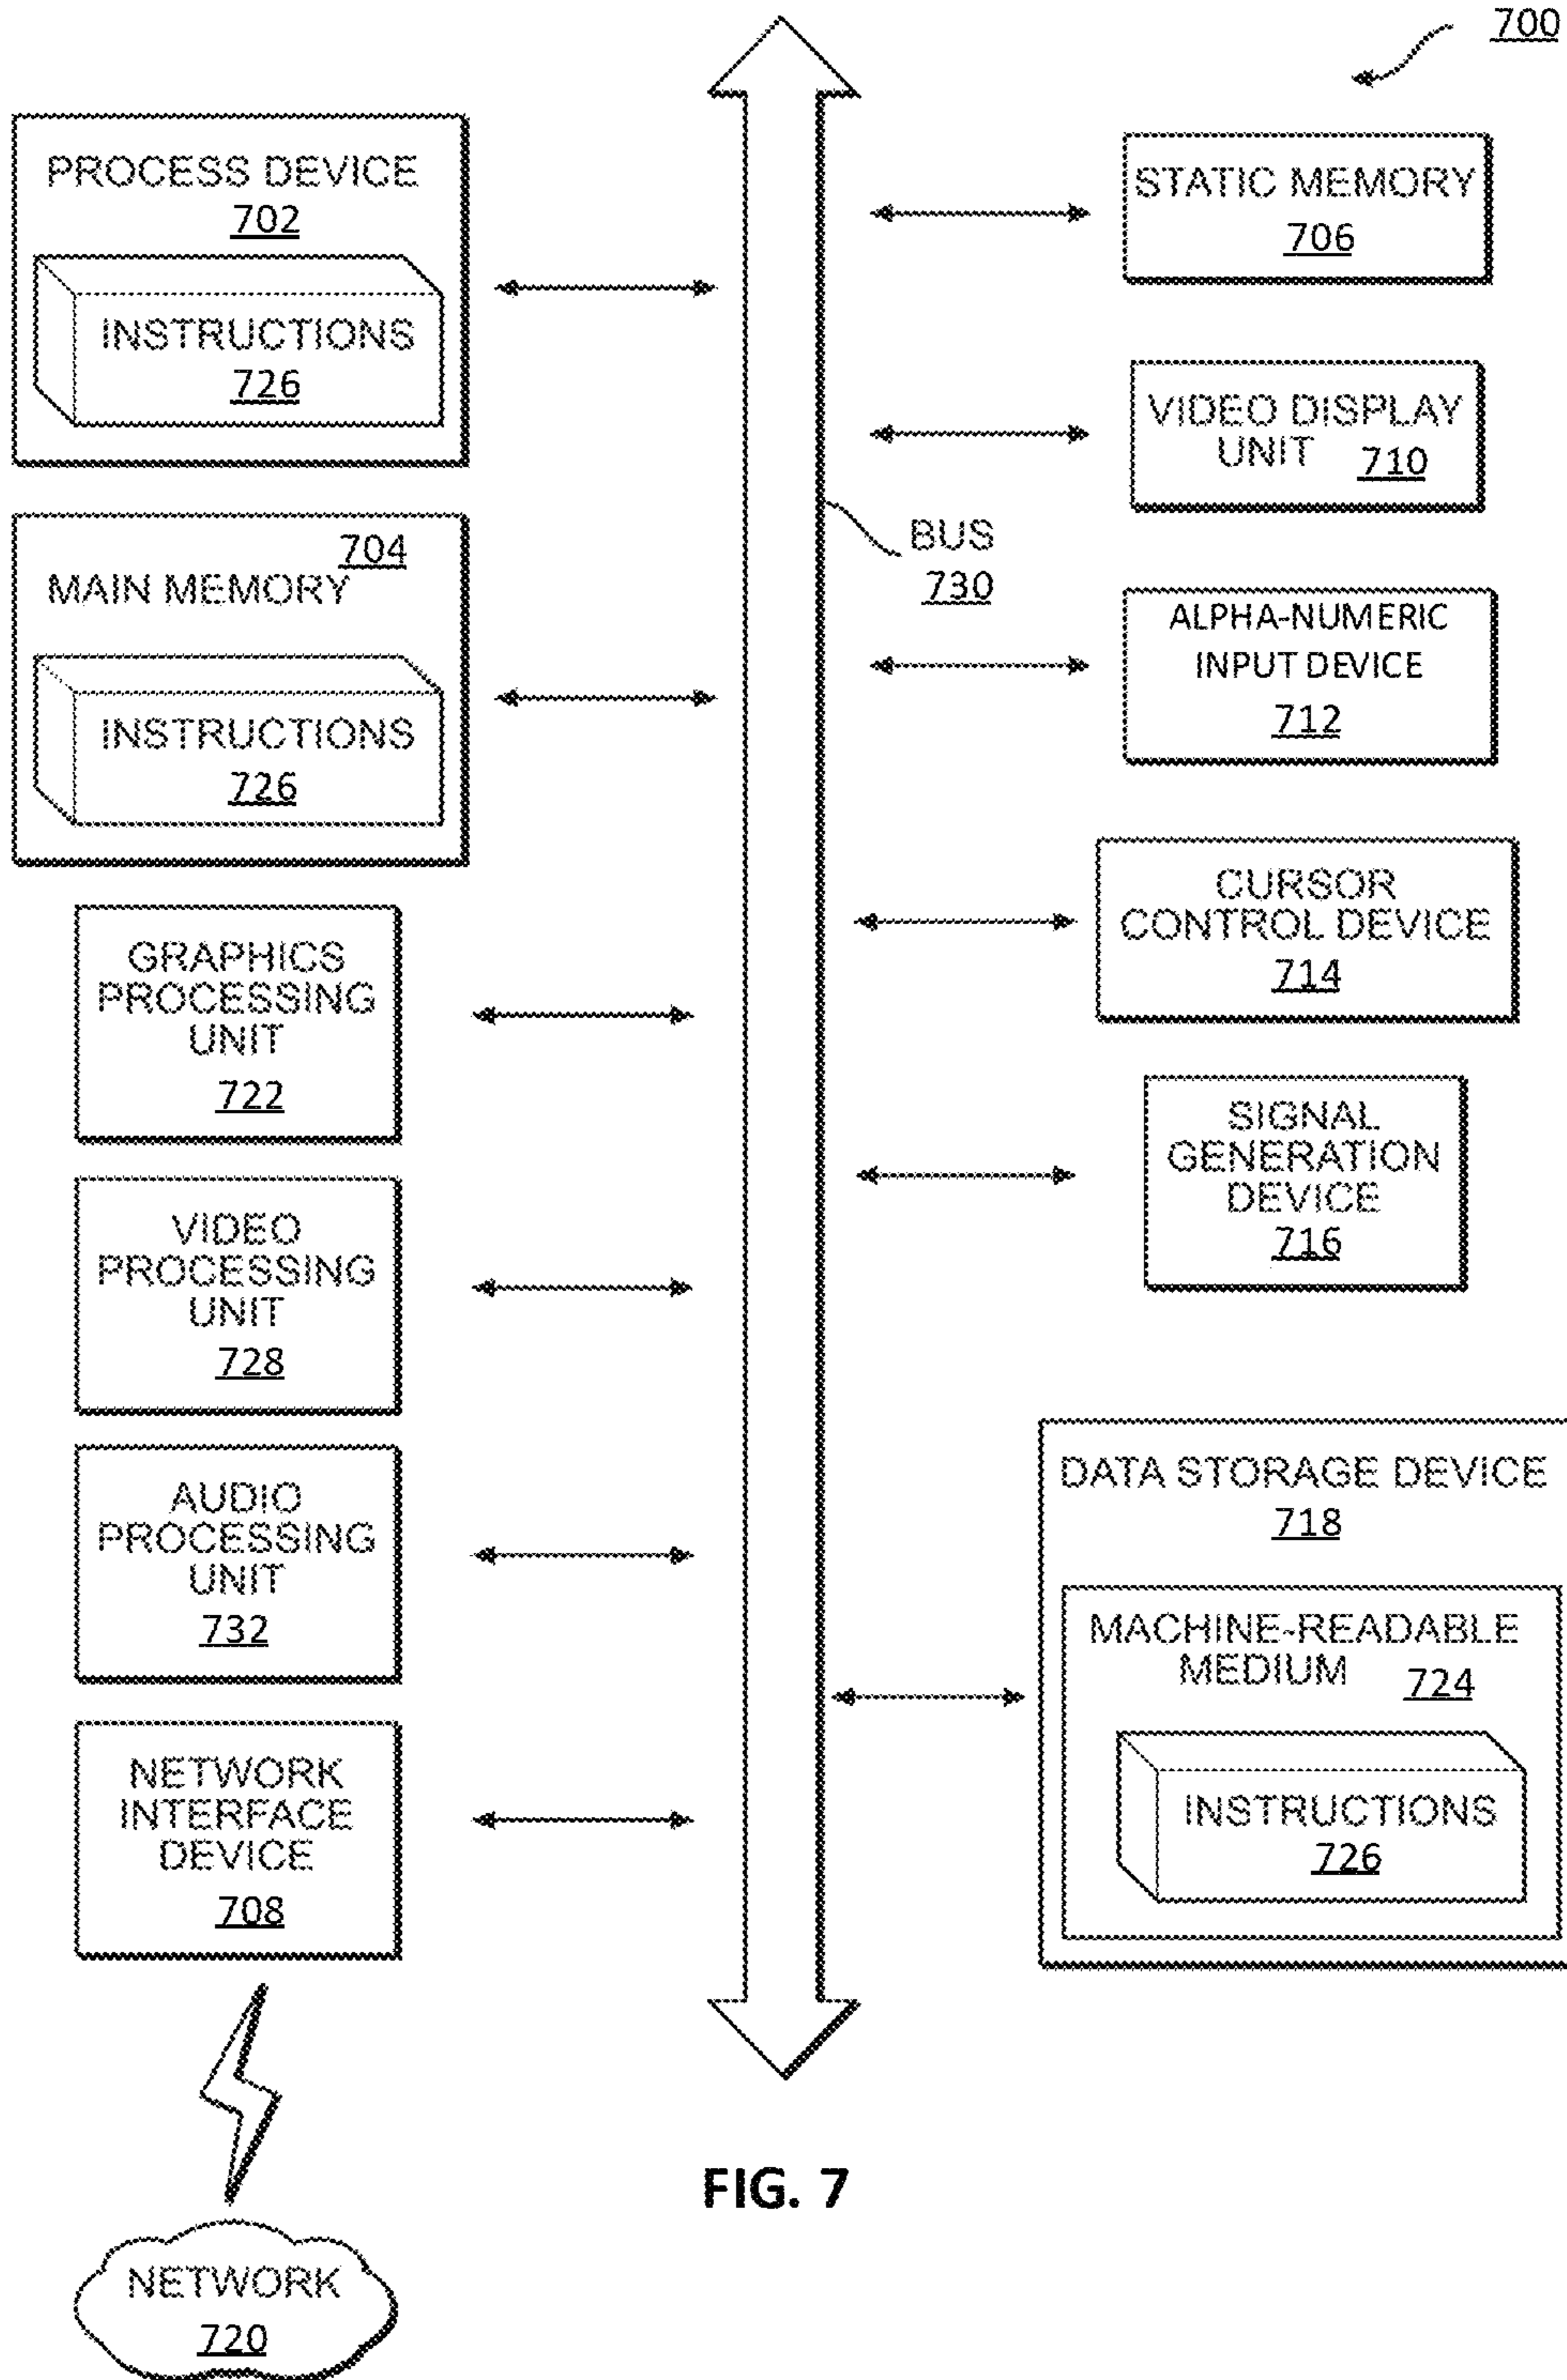 700
PROCESS DEVICE
702
INSTRUCTIONS
726
MAIN MEMORY
704
INSTRUCTIONS
726
GRAPHICS
PROCESSING
UNIT
722
VIDEO
PROCESSING
UNIT
728
AUDIO
PROCESSING
UNIT
732
NETWORK
INTERFACE
DEVICE
708
NETWORK
720
BUS
730
STATIC MEMORY
706
VIDEO DISPLAY
UNIT 710
ALPHA-NUMERIC
INPUT DEVICE
712
CURSOR
CONTROL DEVICE
714
SIGNAL
GENERATION
DEVICE
716
DATA STORAGE DEVICE
718
MACHINE-READABLE
MEDIUM 724
INSTRUCTIONS
726
FIG. 7